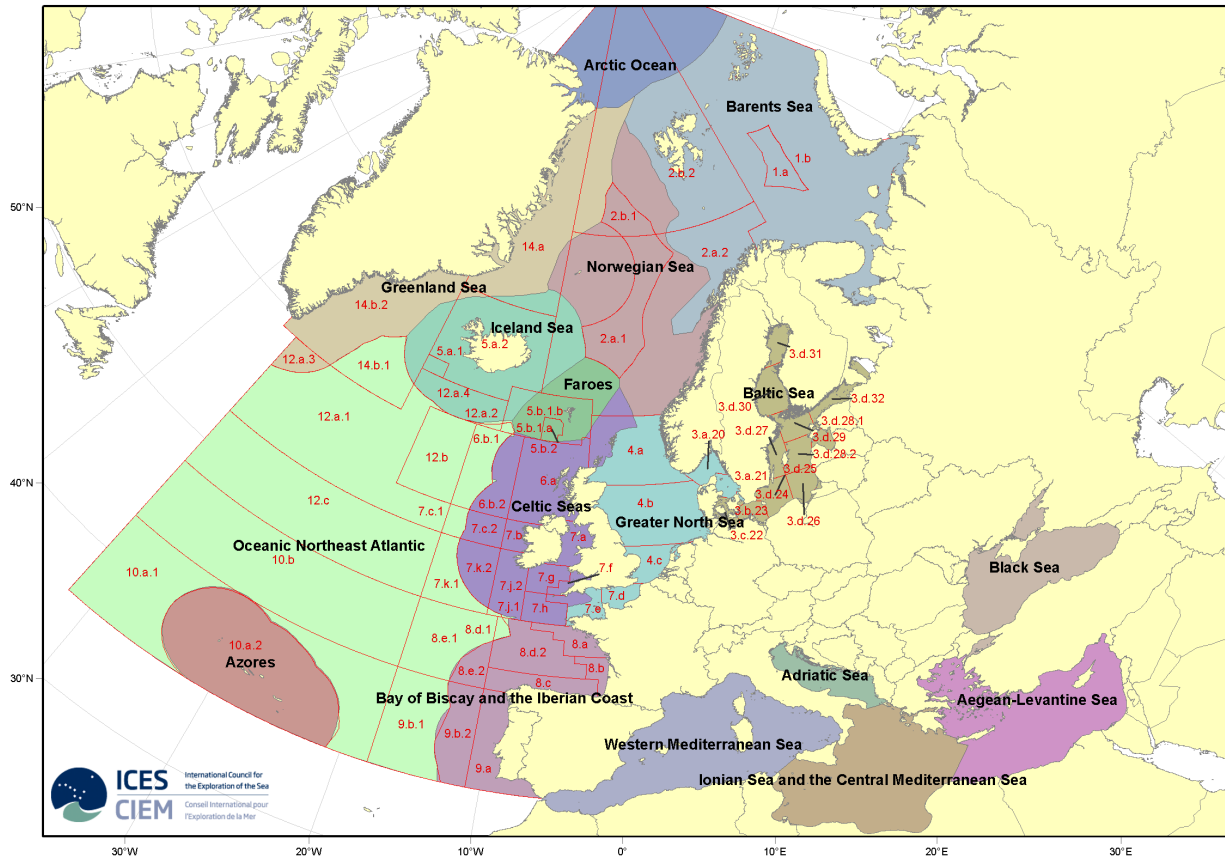 Arctic Ocean
Barents Sea
1.b
1.a
2.b.2
50°N
2.b.1
14.a
2.a.2
Norwegian Sea
Greenland Sea
14.b.2
Iceland Sea
5.a.1
5.a.2
2.a.1
3.d.31
12.a.3
14.b.1
Faroes
Baltic Sea
12.a.4
3.d.30
3.d.32
12.a.1
12.a.2
5.b.1.b
5.b.1.a
3.d.28.1
6.b.1
3.a.20
3.d.27
3.d.29
5.b.2
4.a
3.d.28.2
12.b
3.d.25
3.a.21
40°N
6.a
3.d.24
12.c
6.b.2
Celtic Seas
4.b
3.b.23
7.c.1
Greater North Sea
3.d.26
7.c.2
7.b
7.a
3.c.22
Oceanic Northeast Atlantic
10.b
4.c
Black Sea
10.a.1
7.k.2
7.f
7.k.1
7.j.2
7.g
7.d
7.j.1
7.h
7.e
8.d.1
8.e.1
10.a.2
8.a
8.d.2
Azores
8.e.2
8.b
8.c
30°N
Adriatic Sea
Bay of Biscay and the Iberian Coast
Aegean-Levantine Sea
9.b.1
9.b.2
Western Mediterranean Sea
9.a
Ionian Sea and the Central Mediterranean Sea
ICES
CIEM
International Council for
the Exploration of the Sea
Conseil International pour
l'Exploration de la Mer
30°W
20°W
10°W
0°
10°E
20°E
30°E